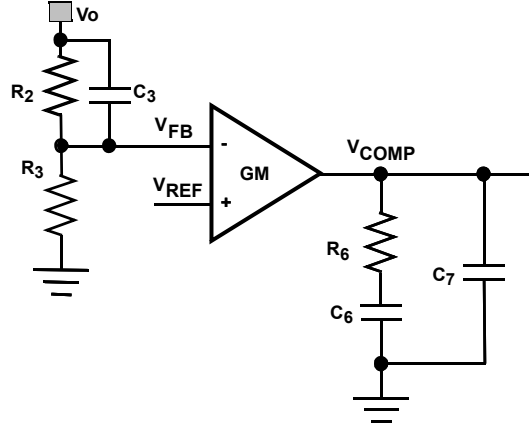 Vo
R2
C3
VFB
-
R3
GM
VCOMP
VREF
+
R6
C7
C6